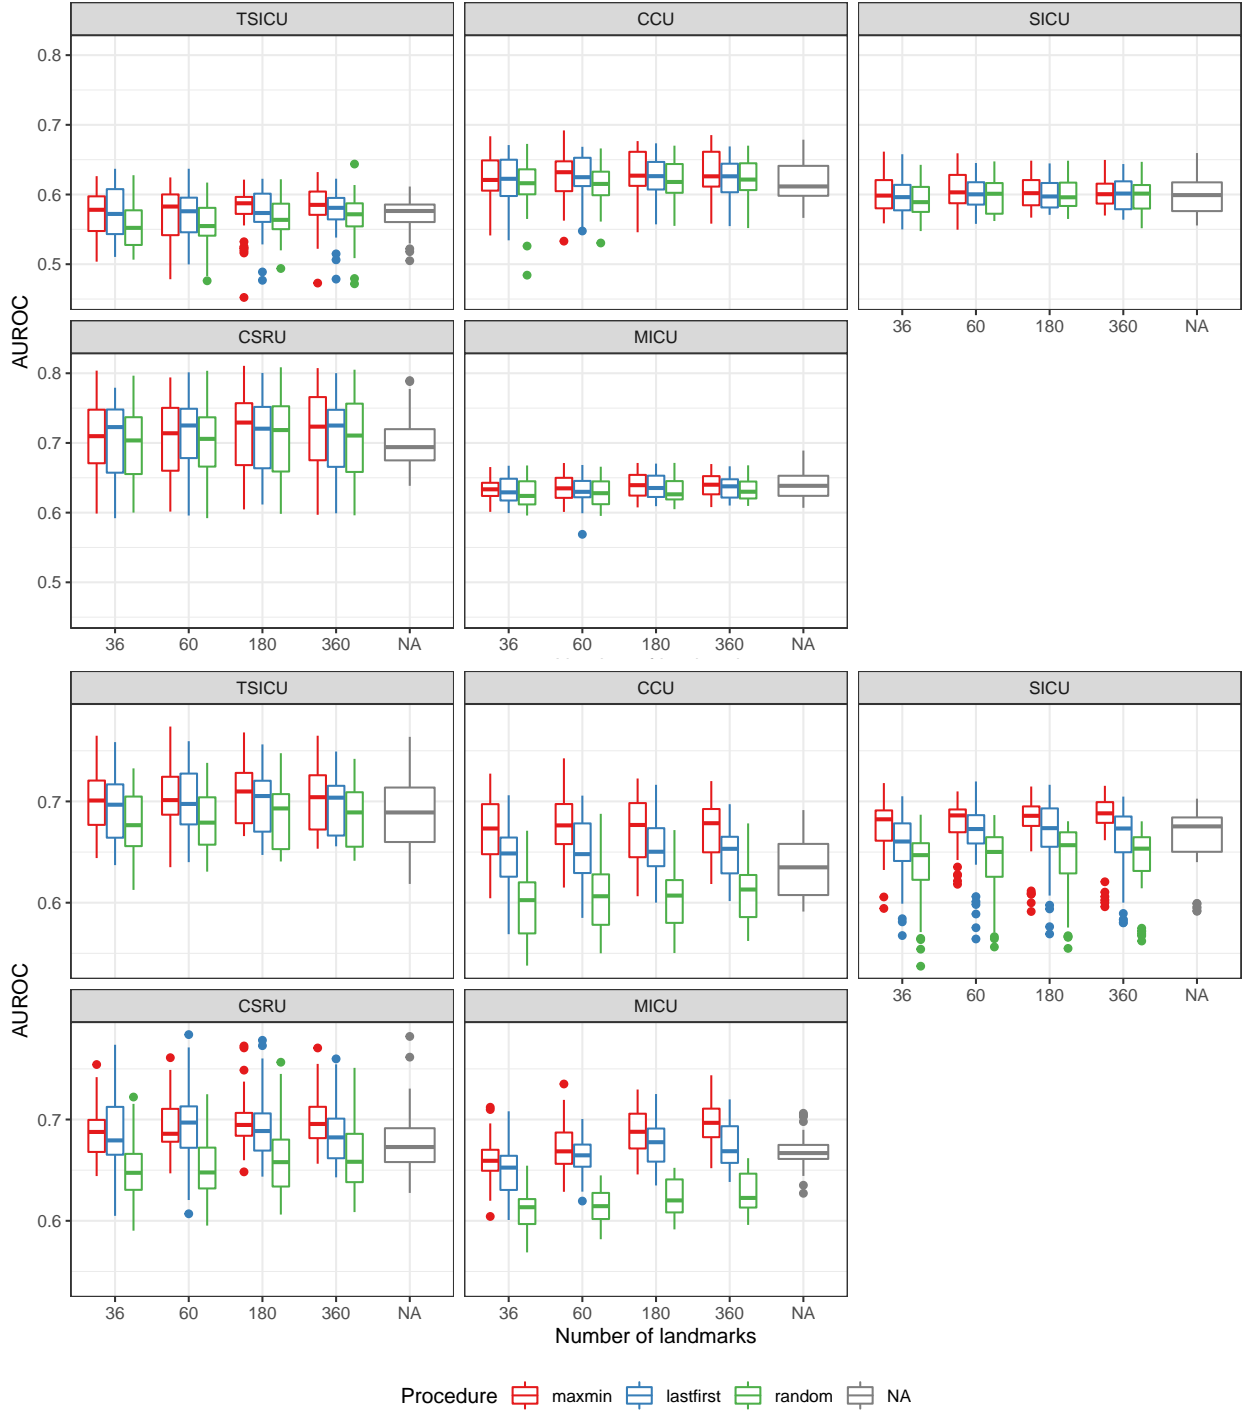 TSICU CCU SICU
0.8
0.7
0.6
0.5
36 60 180 360 NA
AUROC
CSRU MICU
0.8
0.7
0.6
0.5
36 60 180 360 NA 36 60 180 360 NA
TSICU CCU SICU
0.7
0.6
36 60 180 360 NA
AUROC
CSRU MICU
0.7
0.6
36 60 180 360 NA 36 60 180 360 NA
Number of landmarks
Procedure maxmin lastfirst random NA